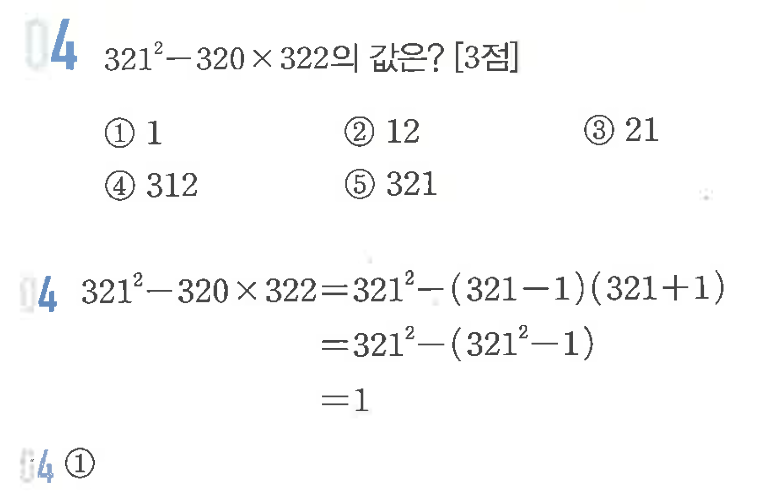 04 321²-320×322의 값은? [3점]
① 1 ② 12 ③ 21
④ 312 ⑤ 321
04 321²-320×322=321²-(321-1)(321+1)
=321²-(321²-1)
=1
04 ①